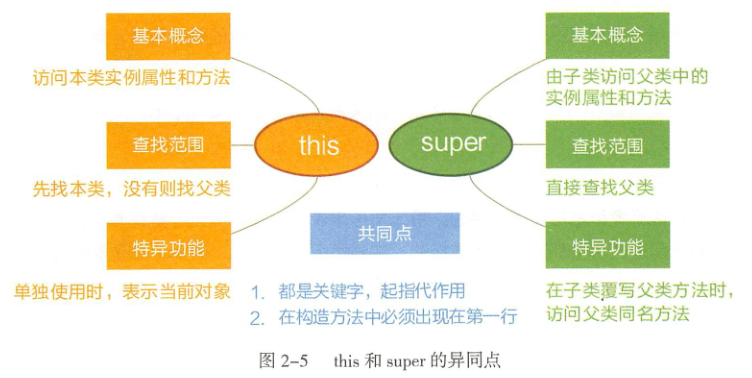 基本概念
访问本类实例属性和方法
查找范围
先找本类，没有则找父类
特异功能
单独使用时，表示当前对象
this
super
基本概念
由子类访问父类中的
实例属性和方法
查找范围
直接查找父类
特异功能
在子类覆写父类方法时，
访问父类同名方法
共同点
1. 都是关键字，起指代作用
2. 在构造方法中必须出现在第一行
图 2-5 this 和 super 的异同点